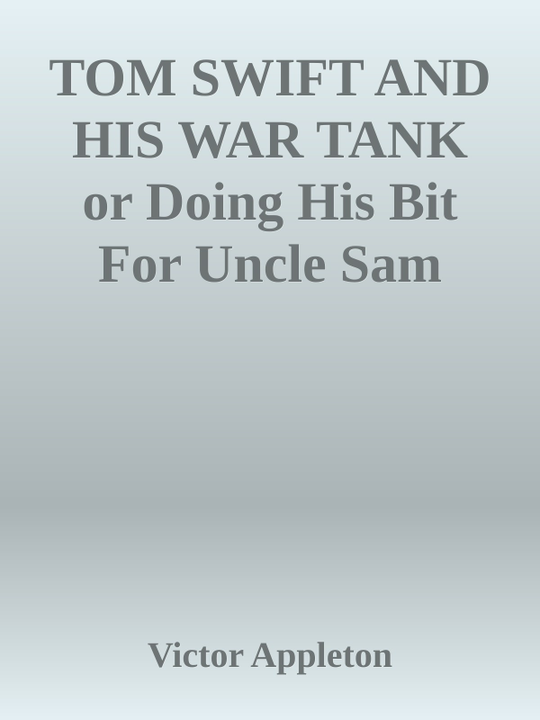 TOM SWIFT AND
HIS WAR TANK
or Doing His Bit
For Uncle Sam
Victor Appleton